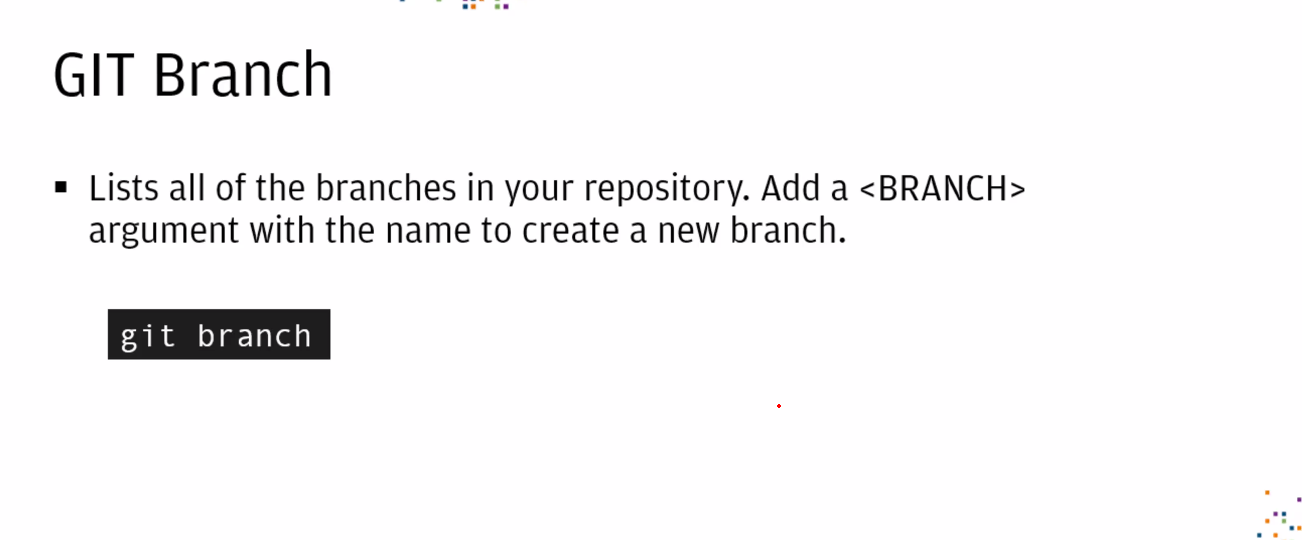 GIT Branch
▪ Lists all of the branches in your repository. Add a <BRANCH>
argument with the name to create a new branch.
git branch